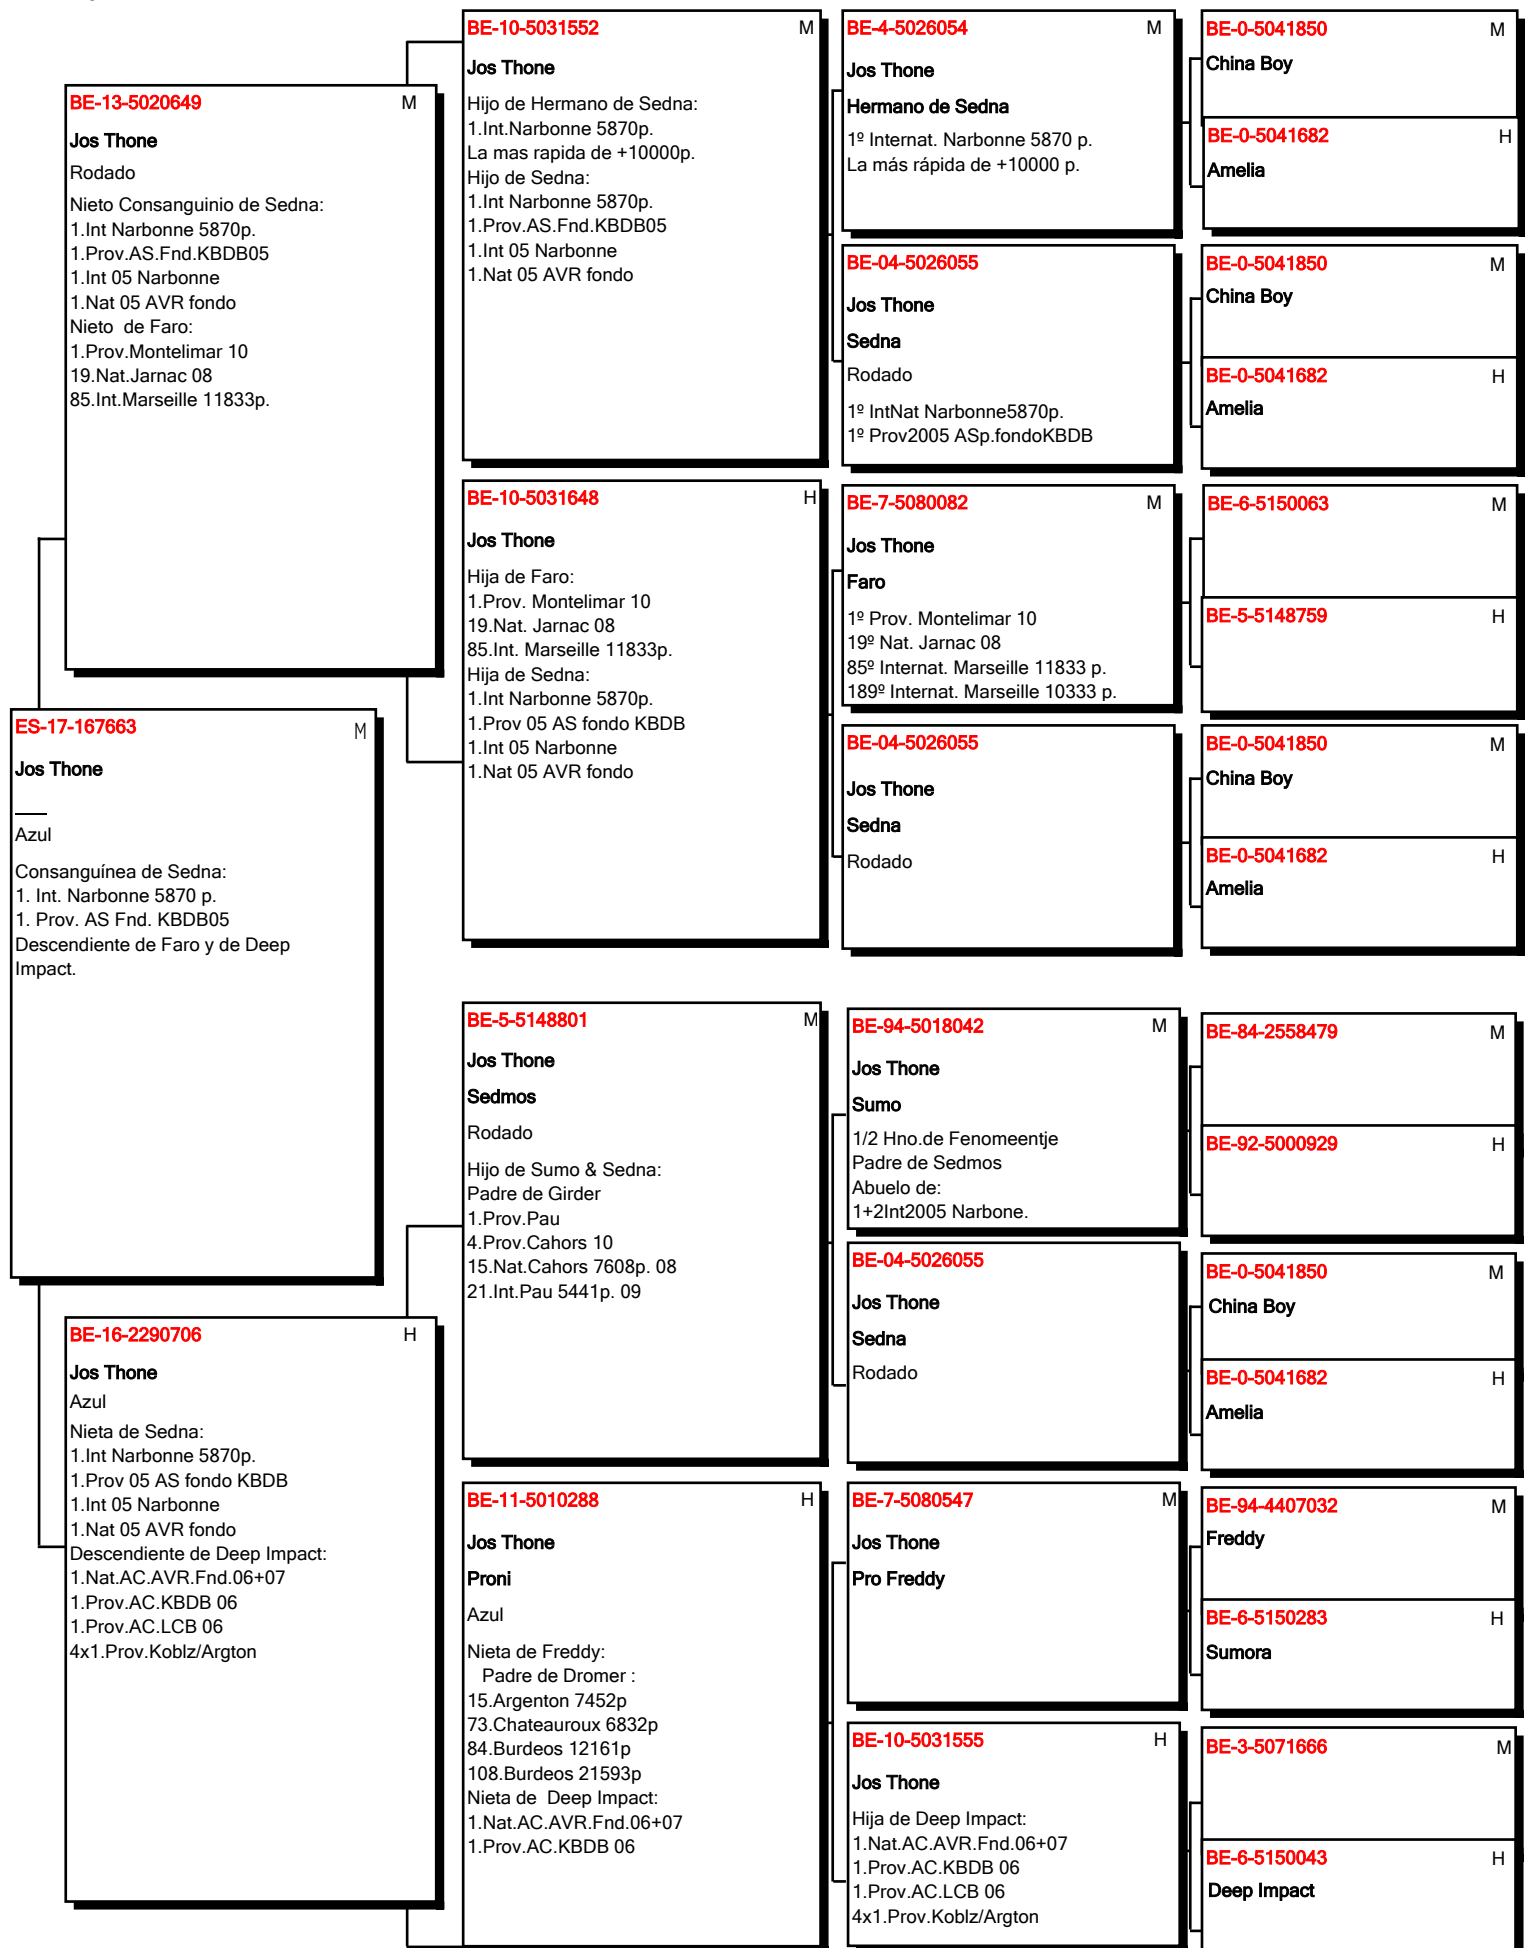 ES-17-167663 M
Jos Thone
Azul
Consanguínea de Sedna:
1. Int. Narbonne 5870 p.
1. Prov. AS Fnd. KBDB05
Descendiente de Faro y de Deep
Impact.
BE-13-5020649 M
Jos Thone
Rodado
Nieto Consanguinio de Sedna:
1.Int Narbonne 5870p.
1.Prov.AS.Fnd.KBDB05
1.Int 05 Narbonne
1.Nat 05 AVR fondo
Nieto de Faro:
1.Prov.Montelimar 10
19.Nat.Jarnac 08
85.Int.Marseille 11833p.
BE-16-2290706 H
Jos Thone
Azul
Nieta de Sedna:
1.Int Narbonne 5870p.
1.Prov 05 AS fondo KBDB
1.Int 05 Narbonne
1.Nat 05 AVR fondo
Descendiente de Deep Impact:
1.Nat.AC.AVR.Fnd.06+07
1.Prov.AC.KBDB 06
1.Prov.AC.LCB 06
4x1.Prov.Koblz/Argton
BE-10-5031552 M
Jos Thone
Hijo de Hermano de Sedna:
1.Int.Narbonne 5870p.
La mas rapida de +10000p.
Hijo de Sedna:
1.Int Narbonne 5870p.
1.Prov.AS.Fnd.KBDB05
1.Int 05 Narbonne
1.Nat 05 AVR fondo
BE-10-5031648 H
Jos Thone
Hija de Faro:
1.Prov. Montelimar 10
19.Nat. Jarnac 08
85.Int. Marseille 11833p.
Hija de Sedna:
1.Int Narbonne 5870p.
1.Prov 05 AS fondo KBDB
1.Int 05 Narbonne
1.Nat 05 AVR fondo
BE-5-5148801 M
Jos Thone
Sedmos
Rodado
Hijo de Sumo & Sedna:
Padre de Girder
1.Prov.Pau
4.Prov.Cahors 10
15.Nat.Cahors 7608p. 08
21.Int.Pau 5441p. 09
BE-11-5010288 H
Jos Thone
Proni
Azul
Nieta de Freddy:
Padre de Dromer :
15.Argenton 7452p
73.Chateauroux 6832p
84.Burdeos 12161p
108.Burdeos 21593p
Nieta de Deep Impact:
1.Nat.AC.AVR.Fnd.06+07
1.Prov.AC.KBDB 06
BE-4-5026054 M
Jos Thone
Hermano de Sedna
1º Internat. Narbonne 5870 p.
La más rápida de +10000 p.
BE-04-5026055
Jos Thone
Sedna
Rodado
1º IntNat Narbonne5870p.
1º Prov2005 ASp.fondoKBDB
BE-7-5080082 M
Jos Thone
Faro
1º Prov. Montelimar 10
19º Nat. Jarnac 08
85º Internat. Marseille 11833 p.
189º Internat. Marseille 10333 p.
BE-04-5026055
Jos Thone
Sedna
Rodado
BE-94-5018042 M
Jos Thone
Sumo
1/2 Hno.de Fenomeentje
Padre de Sedmos
Abuelo de:
1+2Int2005 Narbone.
BE-04-5026055
Jos Thone
Sedna
Rodado
BE-7-5080547 M
Jos Thone
Pro Freddy
BE-10-5031555 H
Jos Thone
Hija de Deep Impact:
1.Nat.AC.AVR.Fnd.06+07
1.Prov.AC.KBDB 06
1.Prov.AC.LCB 06
4x1.Prov.Koblz/Argton
BE-0-5041850 M
China Boy
BE-0-5041682 H
Amelia
BE-0-5041850 M
China Boy
BE-0-5041682 H
Amelia
BE-6-5150063 M
BE-5-5148759 H
BE-0-5041850 M
China Boy
BE-0-5041682 H
Amelia
BE-84-2558479 M
BE-92-5000929 H
BE-0-5041850 M
China Boy
BE-0-5041682 H
Amelia
BE-94-4407032 M
Freddy
BE-6-5150283 H
Sumora
BE-3-5071666 M
BE-6-5150043 H
Deep Impact